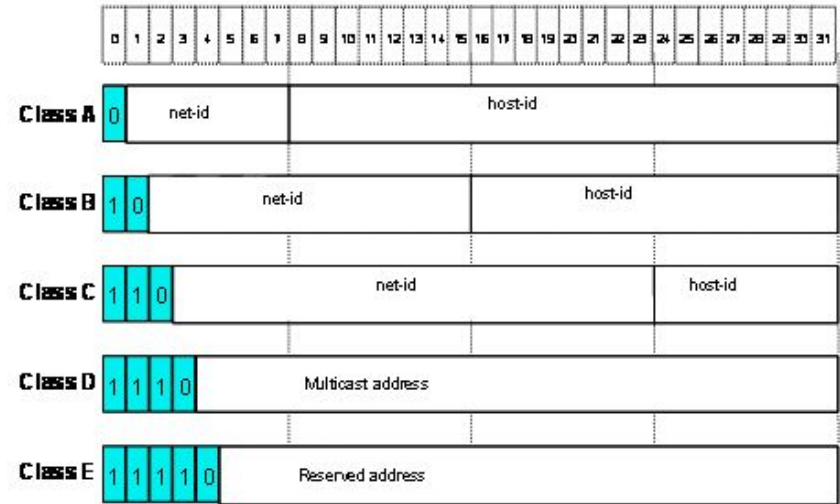 0 1 2 3 4 5 6 7 8 9 10 11 12 13 14 15 16 17 18 19 20 21 22 23 24 25 26 27 28 29 30 31
Class A 0 net-id host-id
Class B 1 0 net-id host-id
Class C 1 1 0 net-id host-id
Class D 1 1 1 0 Multicast address
Class E 1 1 1 1 0 Reserved address